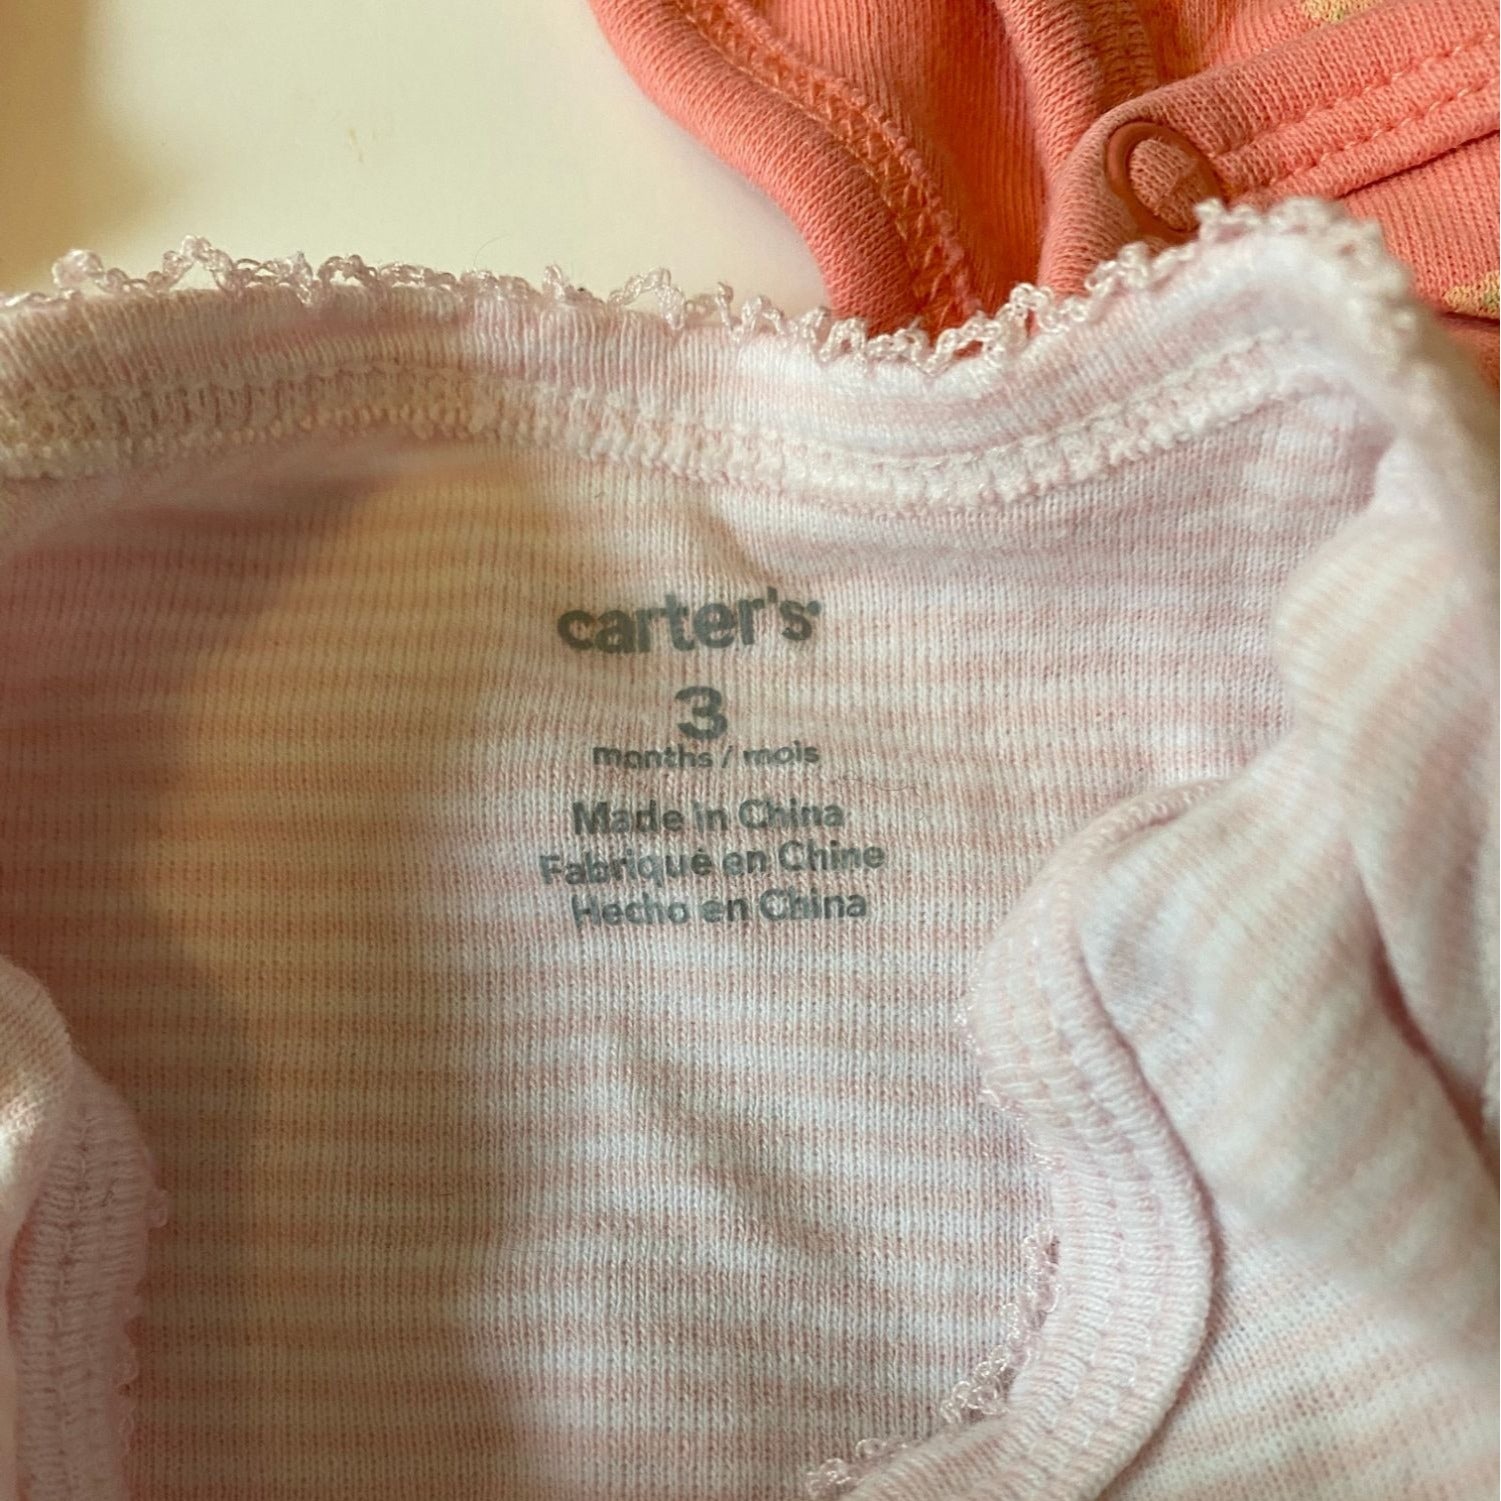 carter's
3
months / mois
Made in China
Fabriqué en Chine
Hecho en China